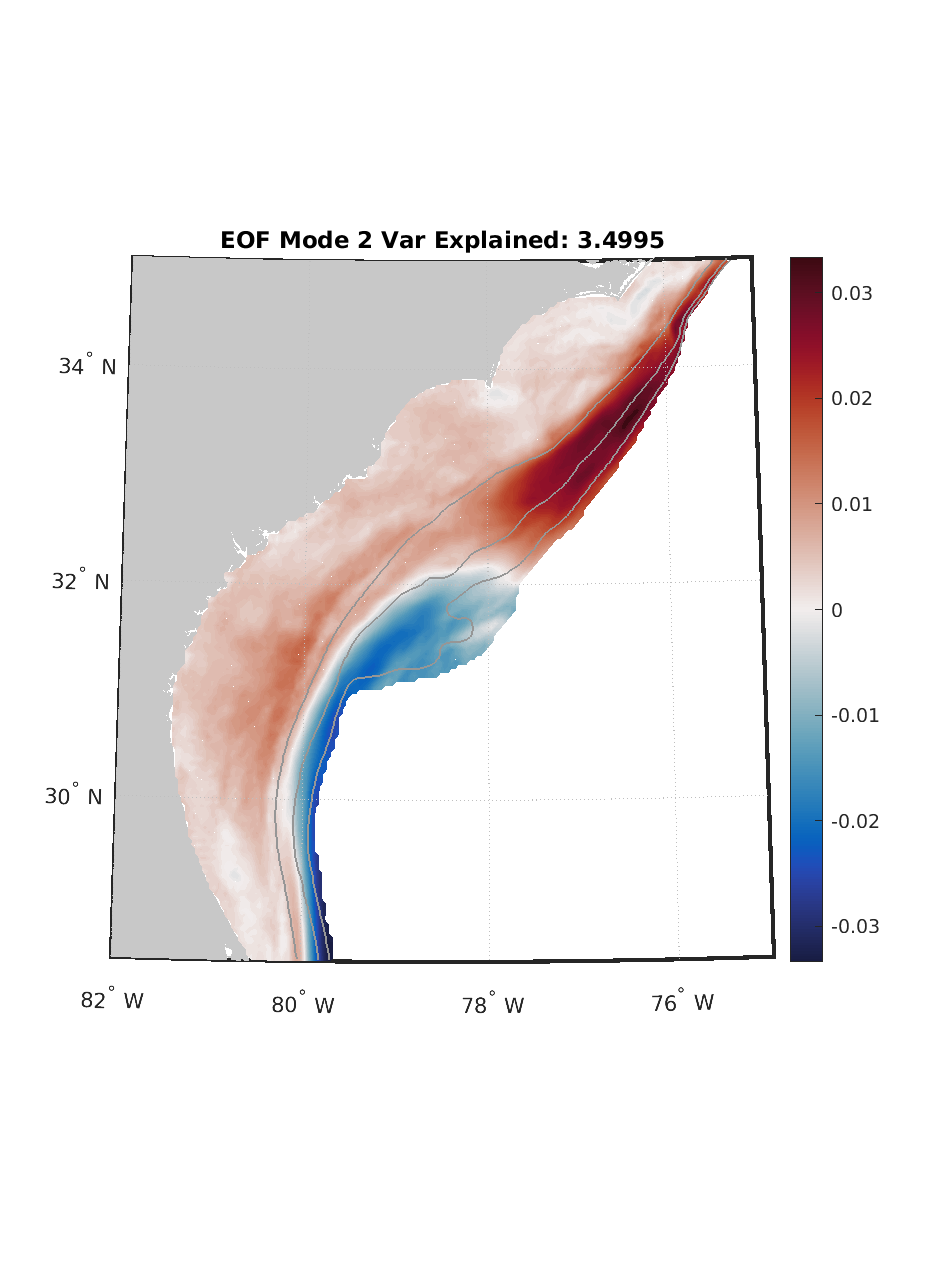 EOF Mode 2 Var Explained: 3.4995
34° N
32° N
30° N
82° W
80° W
78° W
76° W
0.03
0.02
0.01
0
-0.01
-0.02
-0.03